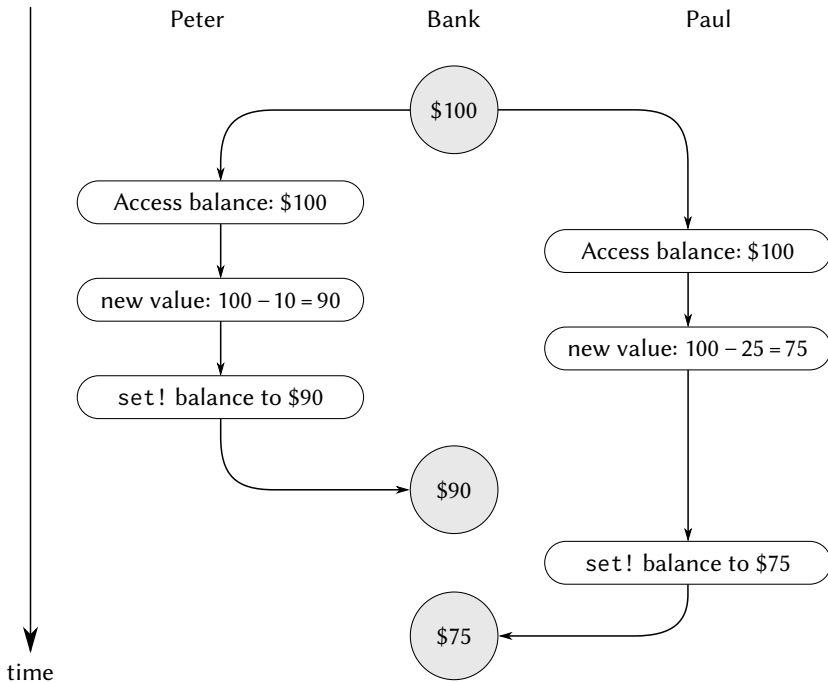 Peter Bank Paul
$100
Access balance: $100
Access balance: $100
new value: 100 – 10 = 90
new value: 100 – 25 = 75
set! balance to $90
$90
set! balance to $75
$75
time